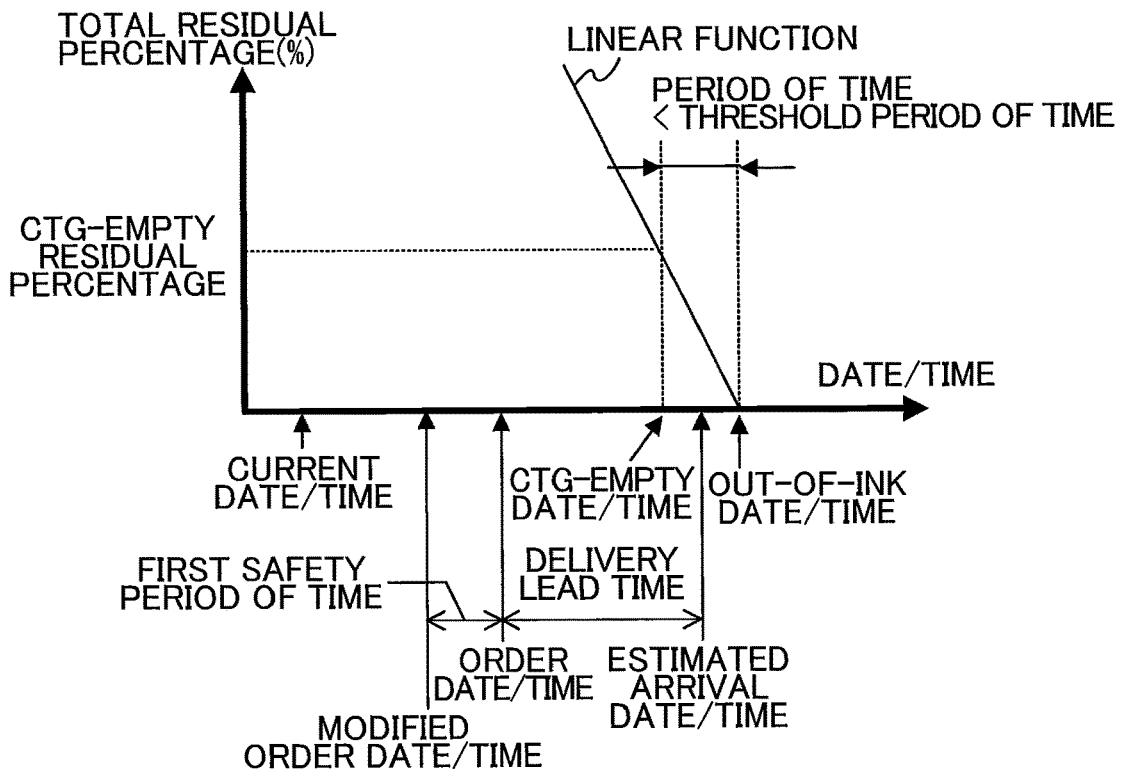 TOTAL RESIDUAL
PERCENTAGE(%)
LINEAR FUNCTION
PERIOD OF TIME
< THRESHOLD PERIOD OF TIME
CTG-EMPTY
RESIDUAL
PERCENTAGE
DATE/TIME
CURRENT
DATE/TIME
CTG-EMPTY
DATE/TIME
OUT-OF-INK
DATE/TIME
FIRST SAFETY
PERIOD OF TIME
DELIVERY
LEAD TIME
ORDER
DATE/TIME
ESTIMATED
ARRIVAL
DATE/TIME
MODIFIED
ORDER DATE/TIME